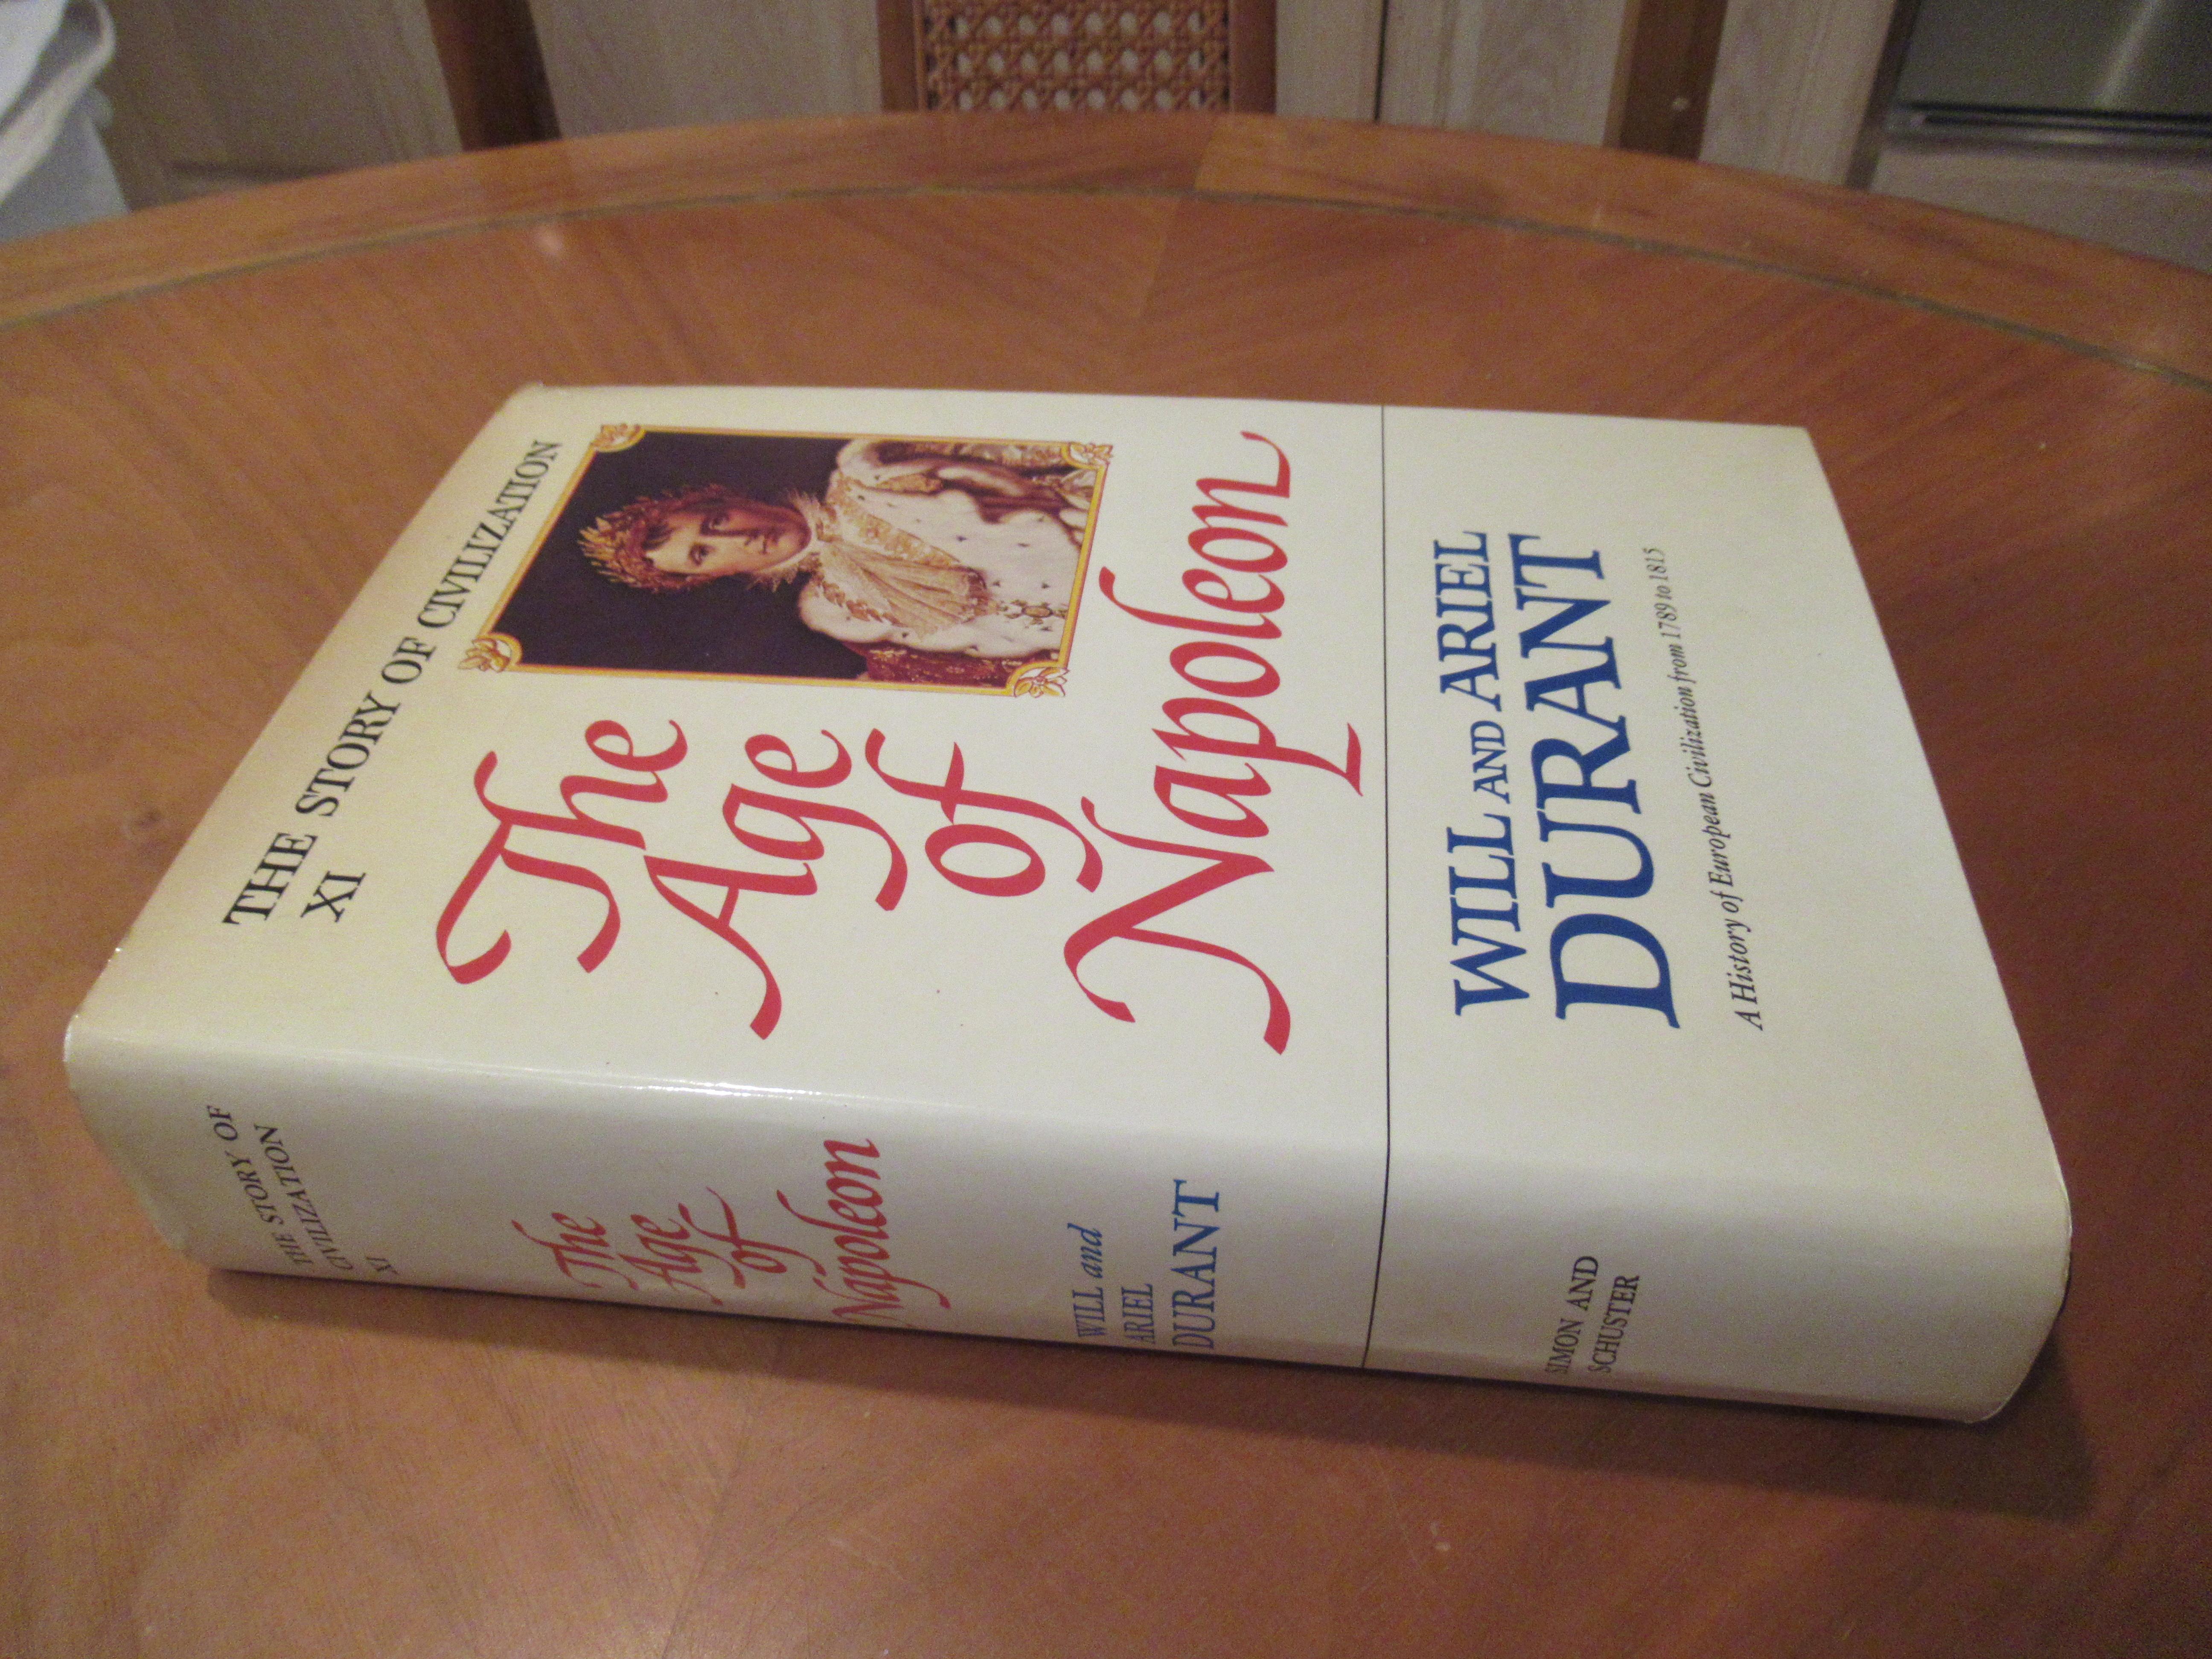 THE STORY OF CIVILIZATION
XI
The
Age
of
Napoleon
WILL AND ARIEL
DURANT
A History of European Civilization from 1789 to 1815
THE STORY OF
CIVILIZATION
XI
The
Age
of
Napoleon
WILL and
ARIEL
DURANT
SIMON AND
SCHUSTER